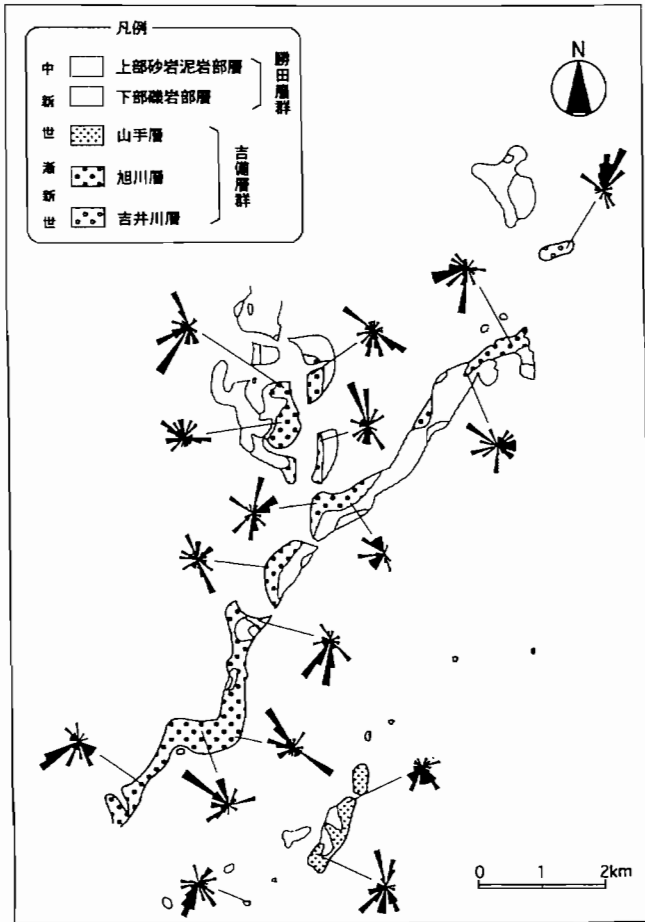 凡例
中新世
漸新世
上部砂岩泥岩部層
下部礫岩部層
勝田層群
山手層
旭川層
吉井川層
吉備層群
N
0 1 2km